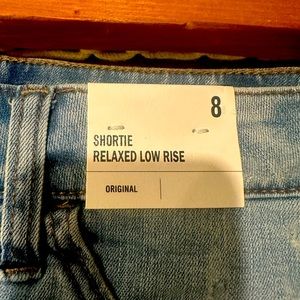 8
SHORTIE
RELAXED LOW RISE
ORIGINAL